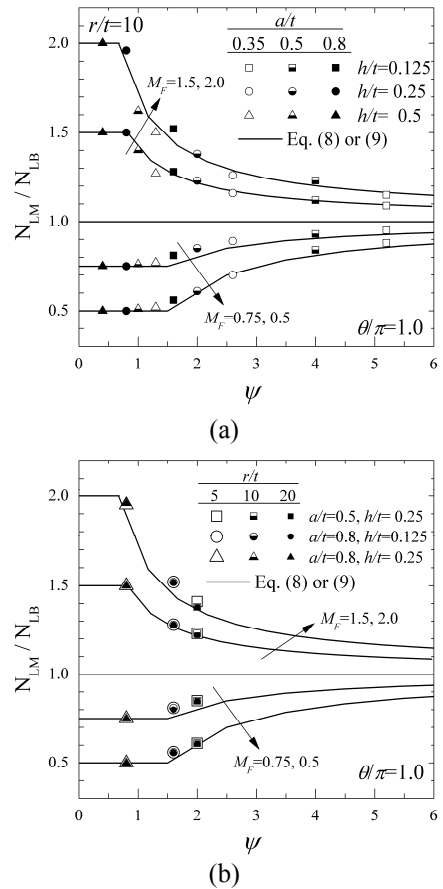 r/t=10
a/t
0.35 0.5 0.8
h/t=0.125
h/t=0.25
h/t= 0.5
Eq. (8) or (9)
M_F=1.5, 2.0
M_F=0.75, 0.5
θ/π=1.0
N_LM / N_LB
2.0
1.5
1.0
0.5
0 1 2 3 4 5 6
ψ
(a)
r/t
5 10 20
a/t=0.5, h/t= 0.25
a/t=0.8, h/t=0.125
a/t=0.8, h/t= 0.25
Eq. (8) or (9)
M_F=1.5, 2.0
M_F=0.75, 0.5
θ/π=1.0
N_LM / N_LB
2.0
1.5
1.0
0.5
0 1 2 3 4 5 6
ψ
(b)